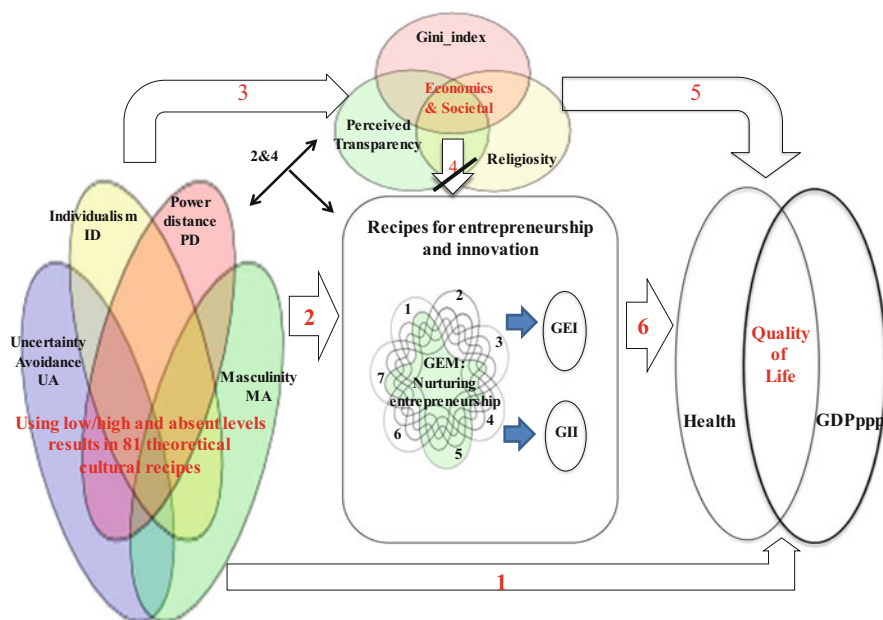 Gini_index
3
Economics
& Societal
5
Perceived
Transparency
4
Religiosity
2&4
Individualism
ID
Power
distance
PD
Recipes for entrepreneurship
and innovation
2
Uncertainty
Avoidance
UA
Masculinity
MA
Using low/high and absent levels
results in 81 theoretical
cultural recipes
1
2
3
4
5
6
7
GEM:
Nurturing
entrepreneurship
GEI
GII
6
Quality
of
Life
Health
GDPppp
1